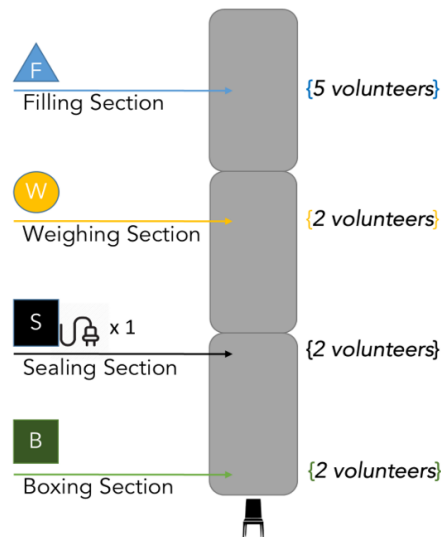 F
Filling Section
{5 volunteers}
W
Weighing Section
{2 volunteers}
S
x 1
Sealing Section
{2 volunteers}
B
Boxing Section
{2 volunteers}